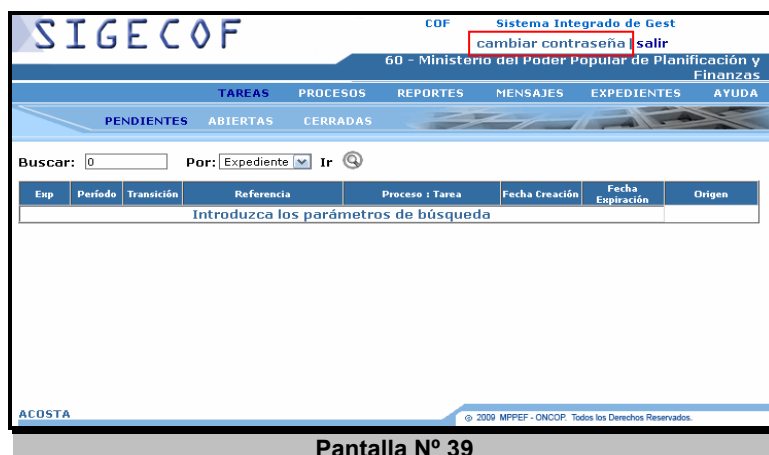 SIGECOF
COF Sistema Integrado de Gest
cambiar contraseña | salir
60 - Ministerio del Poder Popular de Planificación y
Finanzas
TAREAS PROCESOS REPORTES MENSAJES EXPEDIENTES AYUDA
PENDIENTES ABIERTAS CERRADAS
Buscar: 0 Por: Expediente Ir
Exp Período Transición Referencia Proceso : Tarea Fecha Creación Fecha Expiración Origen
Introduzca los parámetros de búsqueda
ACOSTA
© 2009 MPPEF - ONCOP. Todos los Derechos Reservados.
Pantalla Nº 39